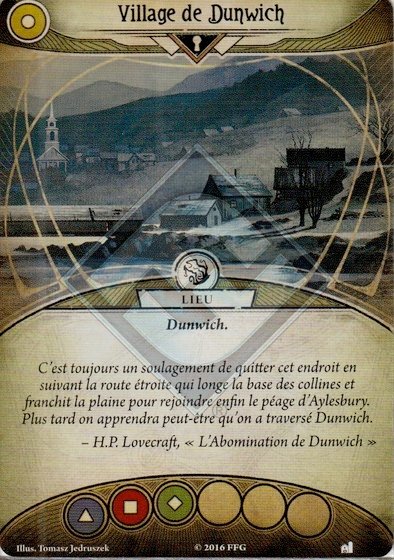 Village de Dunwich
LIEU
Dunwich.
C'est toujours un soulagement de quitter cet endroit en
suivant la route étroite qui longe la base des collines et
franchit la plaine pour rejoindre enfin le péage d'Aylesbury.
Plus tard on apprendra peut-être qu'on a traversé Dunwich.
– H.P. Lovecraft, « L'Abomination de Dunwich »
Illus. Tomasz Jedruszek
© 2016 FFG